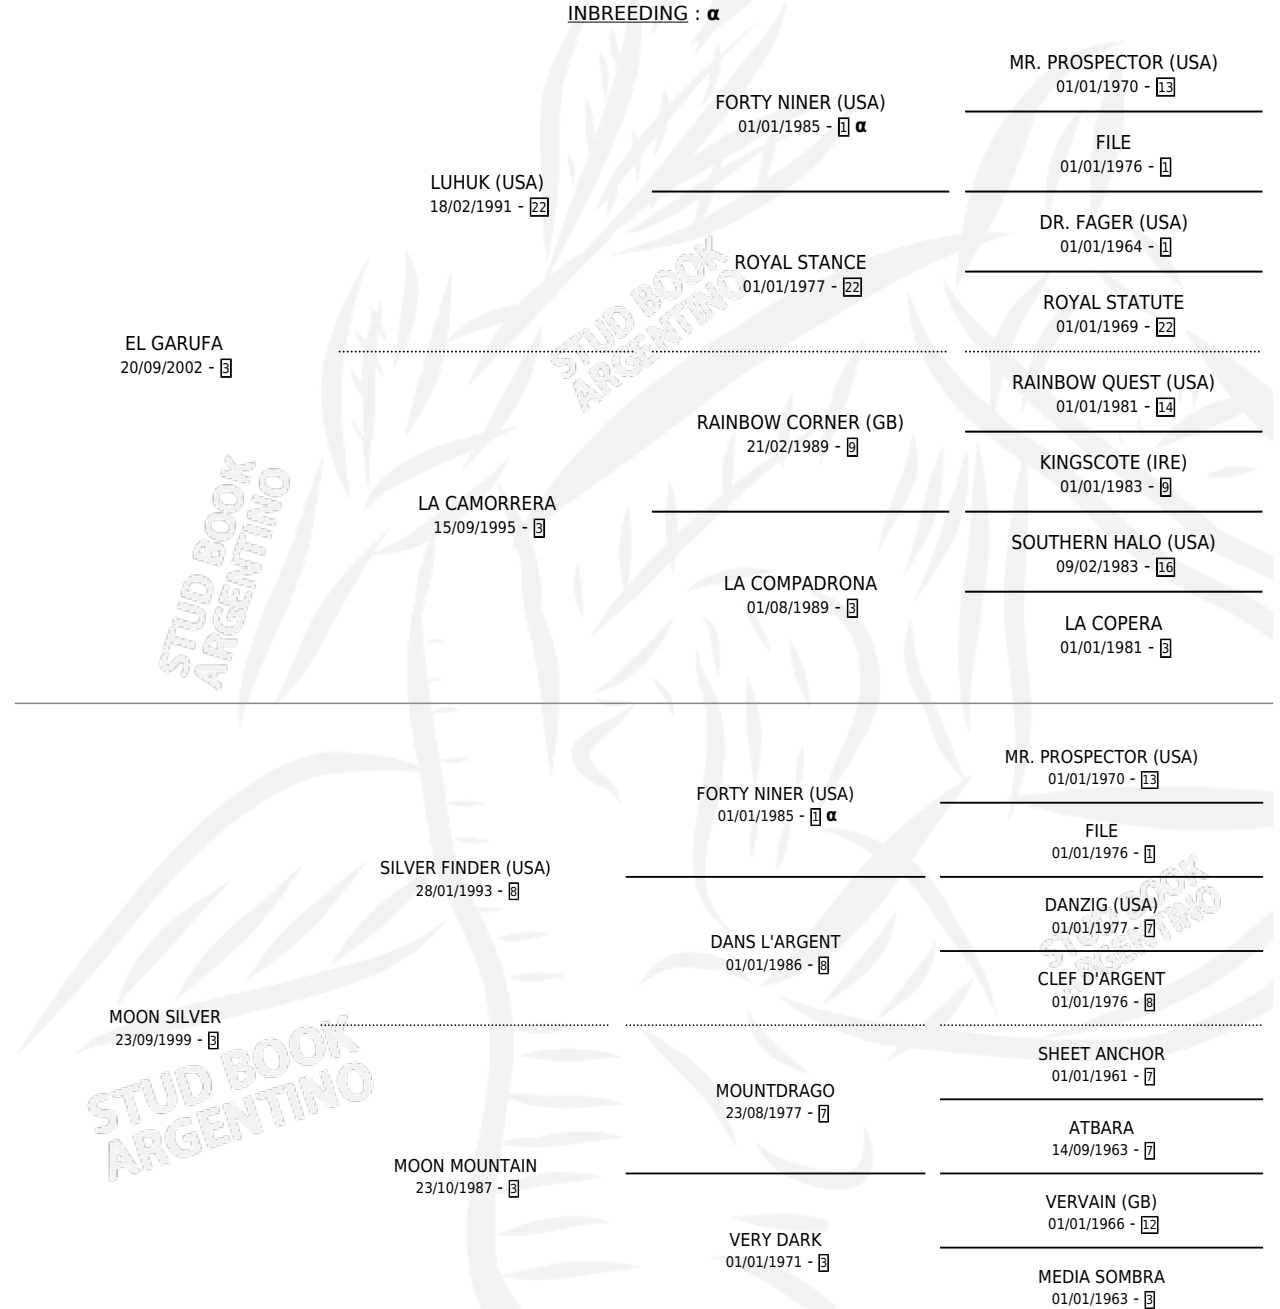 INBREEDING : α
MR. PROSPECTOR (USA)
01/01/1970 - 13
FORTY NINER (USA)
01/01/1985 - 1 α
FILE
01/01/1976 - 1
LUHUK (USA)
18/02/1991 - 22
DR. FAGER (USA)
01/01/1964 - 1
ROYAL STANCE
01/01/1977 - 22
ROYAL STATUTE
01/01/1969 - 22
EL GARUFA
20/09/2002 - 3
RAINBOW QUEST (USA)
01/01/1981 - 14
RAINBOW CORNER (GB)
21/02/1989 - 9
KINGSCOTE (IRE)
01/01/1983 - 9
LA CAMORRERA
15/09/1995 - 3
SOUTHERN HALO (USA)
09/02/1983 - 16
LA COMPADRONA
01/08/1989 - 3
LA COPERA
01/01/1981 - 3
MR. PROSPECTOR (USA)
01/01/1970 - 13
FORTY NINER (USA)
01/01/1985 - 1 α
FILE
01/01/1976 - 1
SILVER FINDER (USA)
28/01/1993 - 8
DANZIG (USA)
01/01/1977 - 7
DANS L'ARGENT
01/01/1986 - 8
CLEF D'ARGENT
01/01/1976 - 8
MOON SILVER
23/09/1999 - 3
SHEET ANCHOR
01/01/1961 - 7
MOUNTDRAGO
23/08/1977 - 7
ATBARA
14/09/1963 - 7
MOON MOUNTAIN
23/10/1987 - 3
VERVAIN (GB)
01/01/1966 - 12
VERY DARK
01/01/1971 - 3
MEDIA SOMBRA
01/01/1963 - 3
STUD BOOK
ARGENTINO
STUD BOOK
ARGENTINO
STUD BOOK
ARGENTINO
STUD BOOK
ARGENTINO